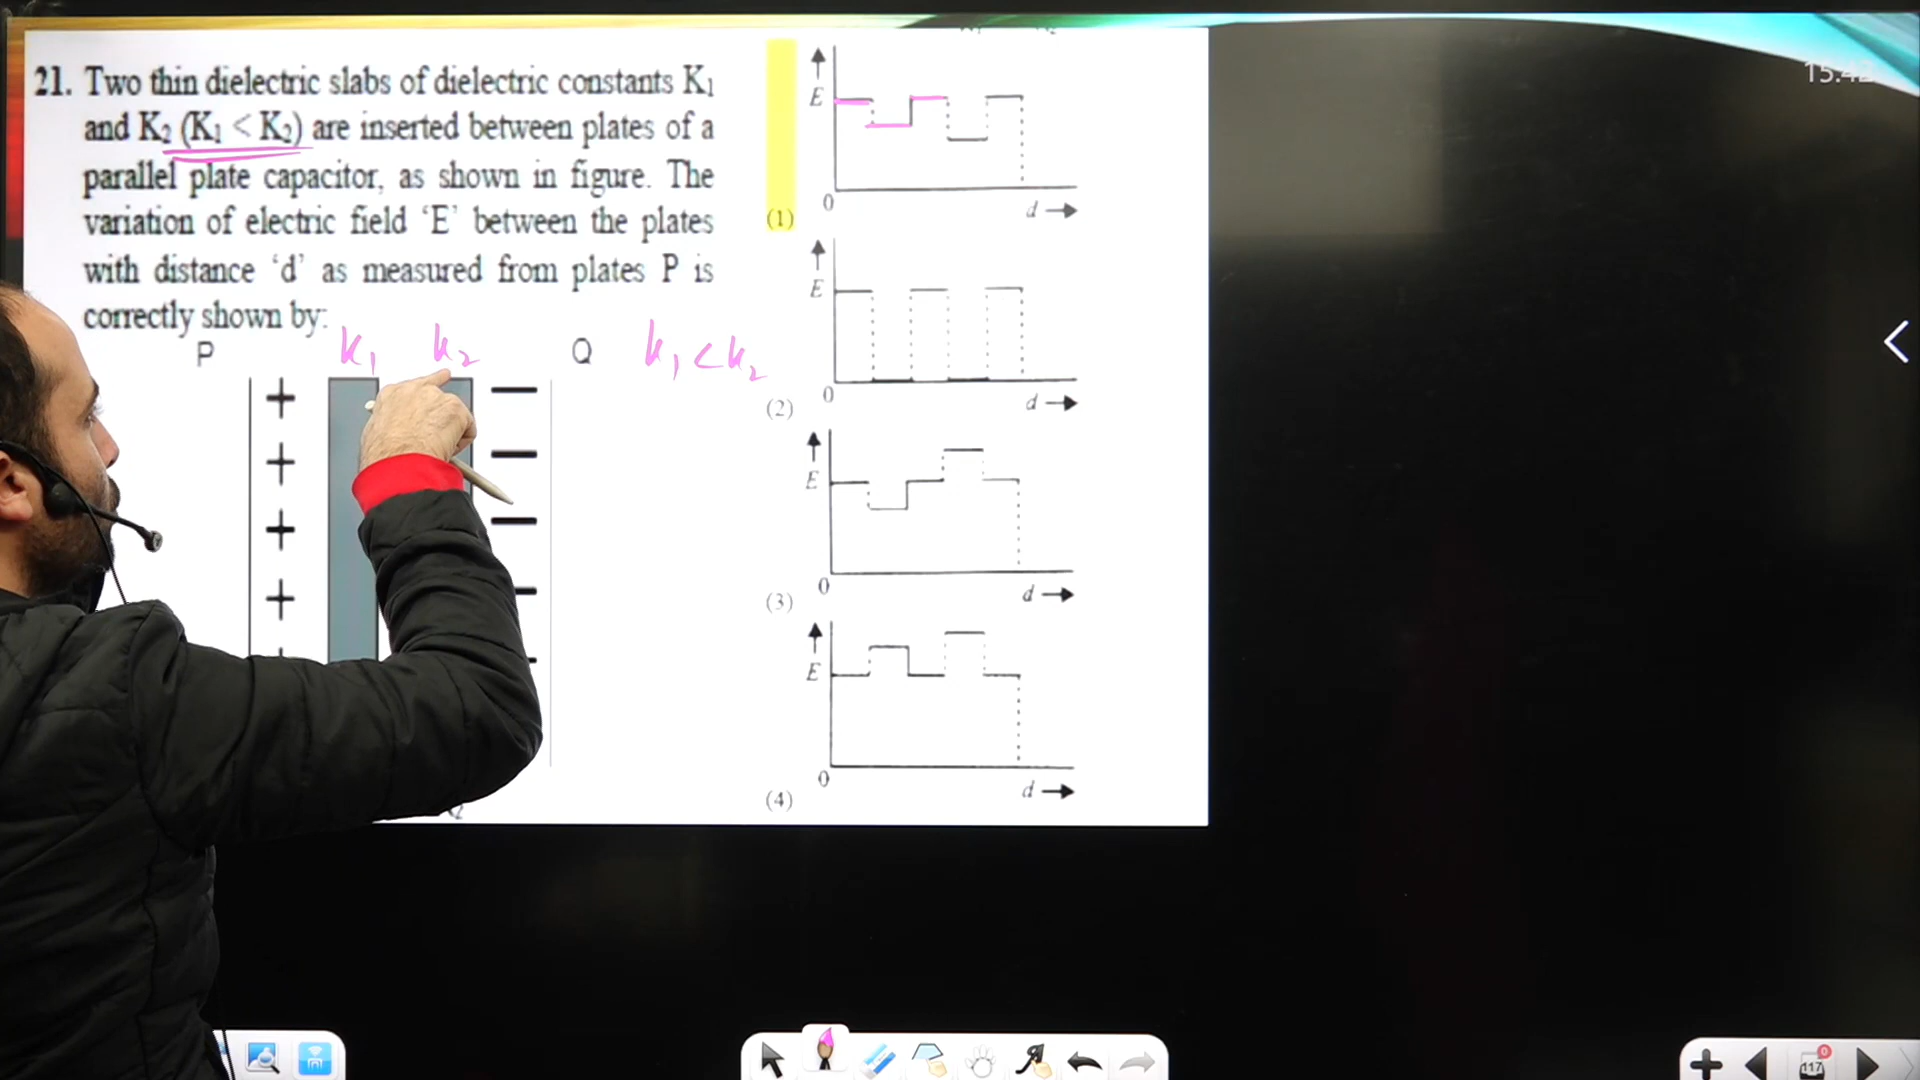 21. Two thin dielectric slabs of dielectric constants K1
and K2 (K1 < K2) are inserted between plates of a
parallel plate capacitor, as shown in figure. The
variation of electric field ‘E’ between the plates
with distance ‘d’ as measured from plates P is
correctly shown by:
P k1 k2 Q k1 < k2
+ −
+ −
+ −
+ −
E
0 d
(1)
E
0 d
(2)
E
0 d
(3)
E
0 d
(4)
117
0